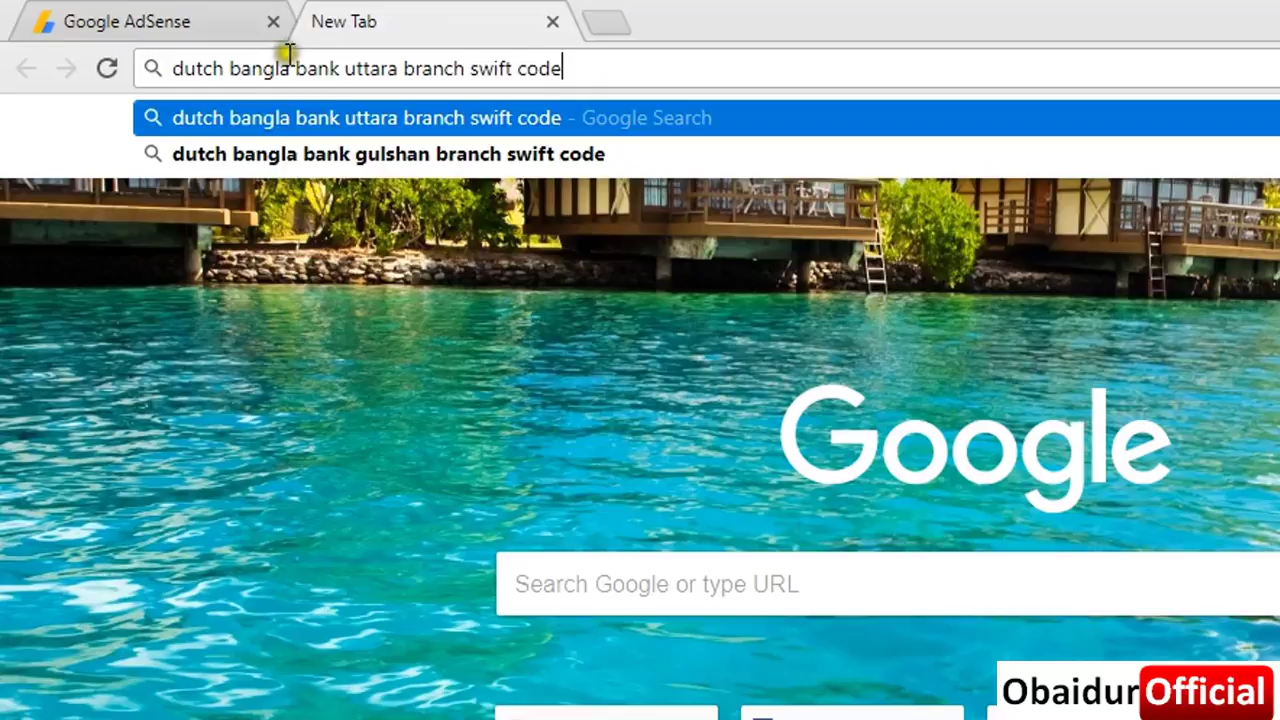 Google AdSense
New Tab
dutch bangla bank uttara branch swift code
dutch bangla bank uttara branch swift code - Google Search
dutch bangla bank gulshan branch swift code
Google
Search Google or type URL
ObaidurOfficial